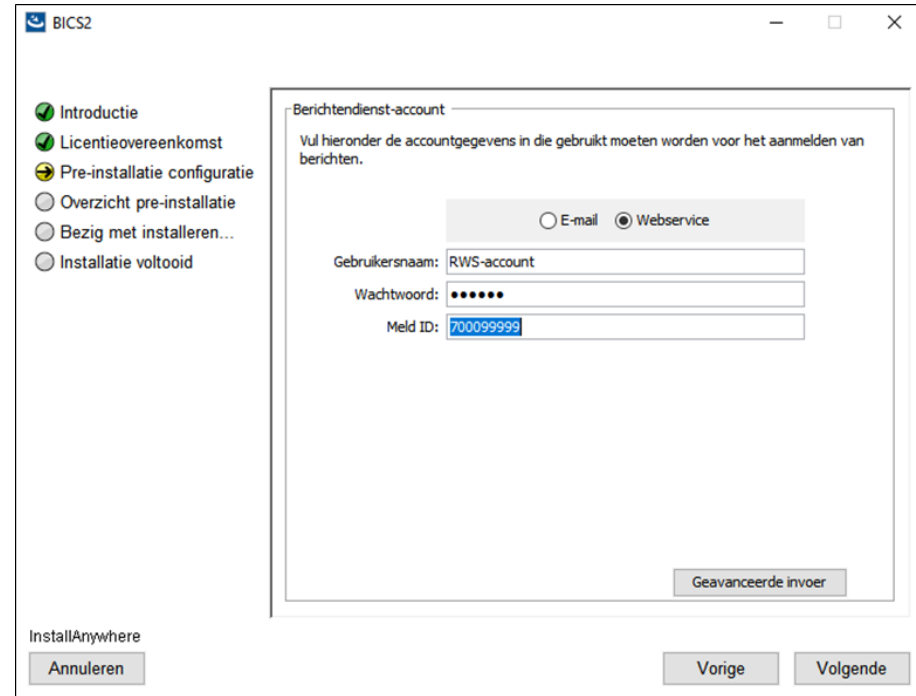 BICS2
Introductie
Licentieovereenkomst
Pre-installatie configuratie
Overzicht pre-installatie
Bezig met installeren...
Installatie voltooid
Berichtendienst-account
Vul hieronder de accountgegevens in die gebruikt moeten worden voor het aanmelden van
berichten.
E-mail Webservice
Gebruikersnaam: RWS-account
Wachtwoord: ••••••
Meld ID: 700099999
Geavanceerde invoer
InstallAnywhere
Annuleren Vorige Volgende